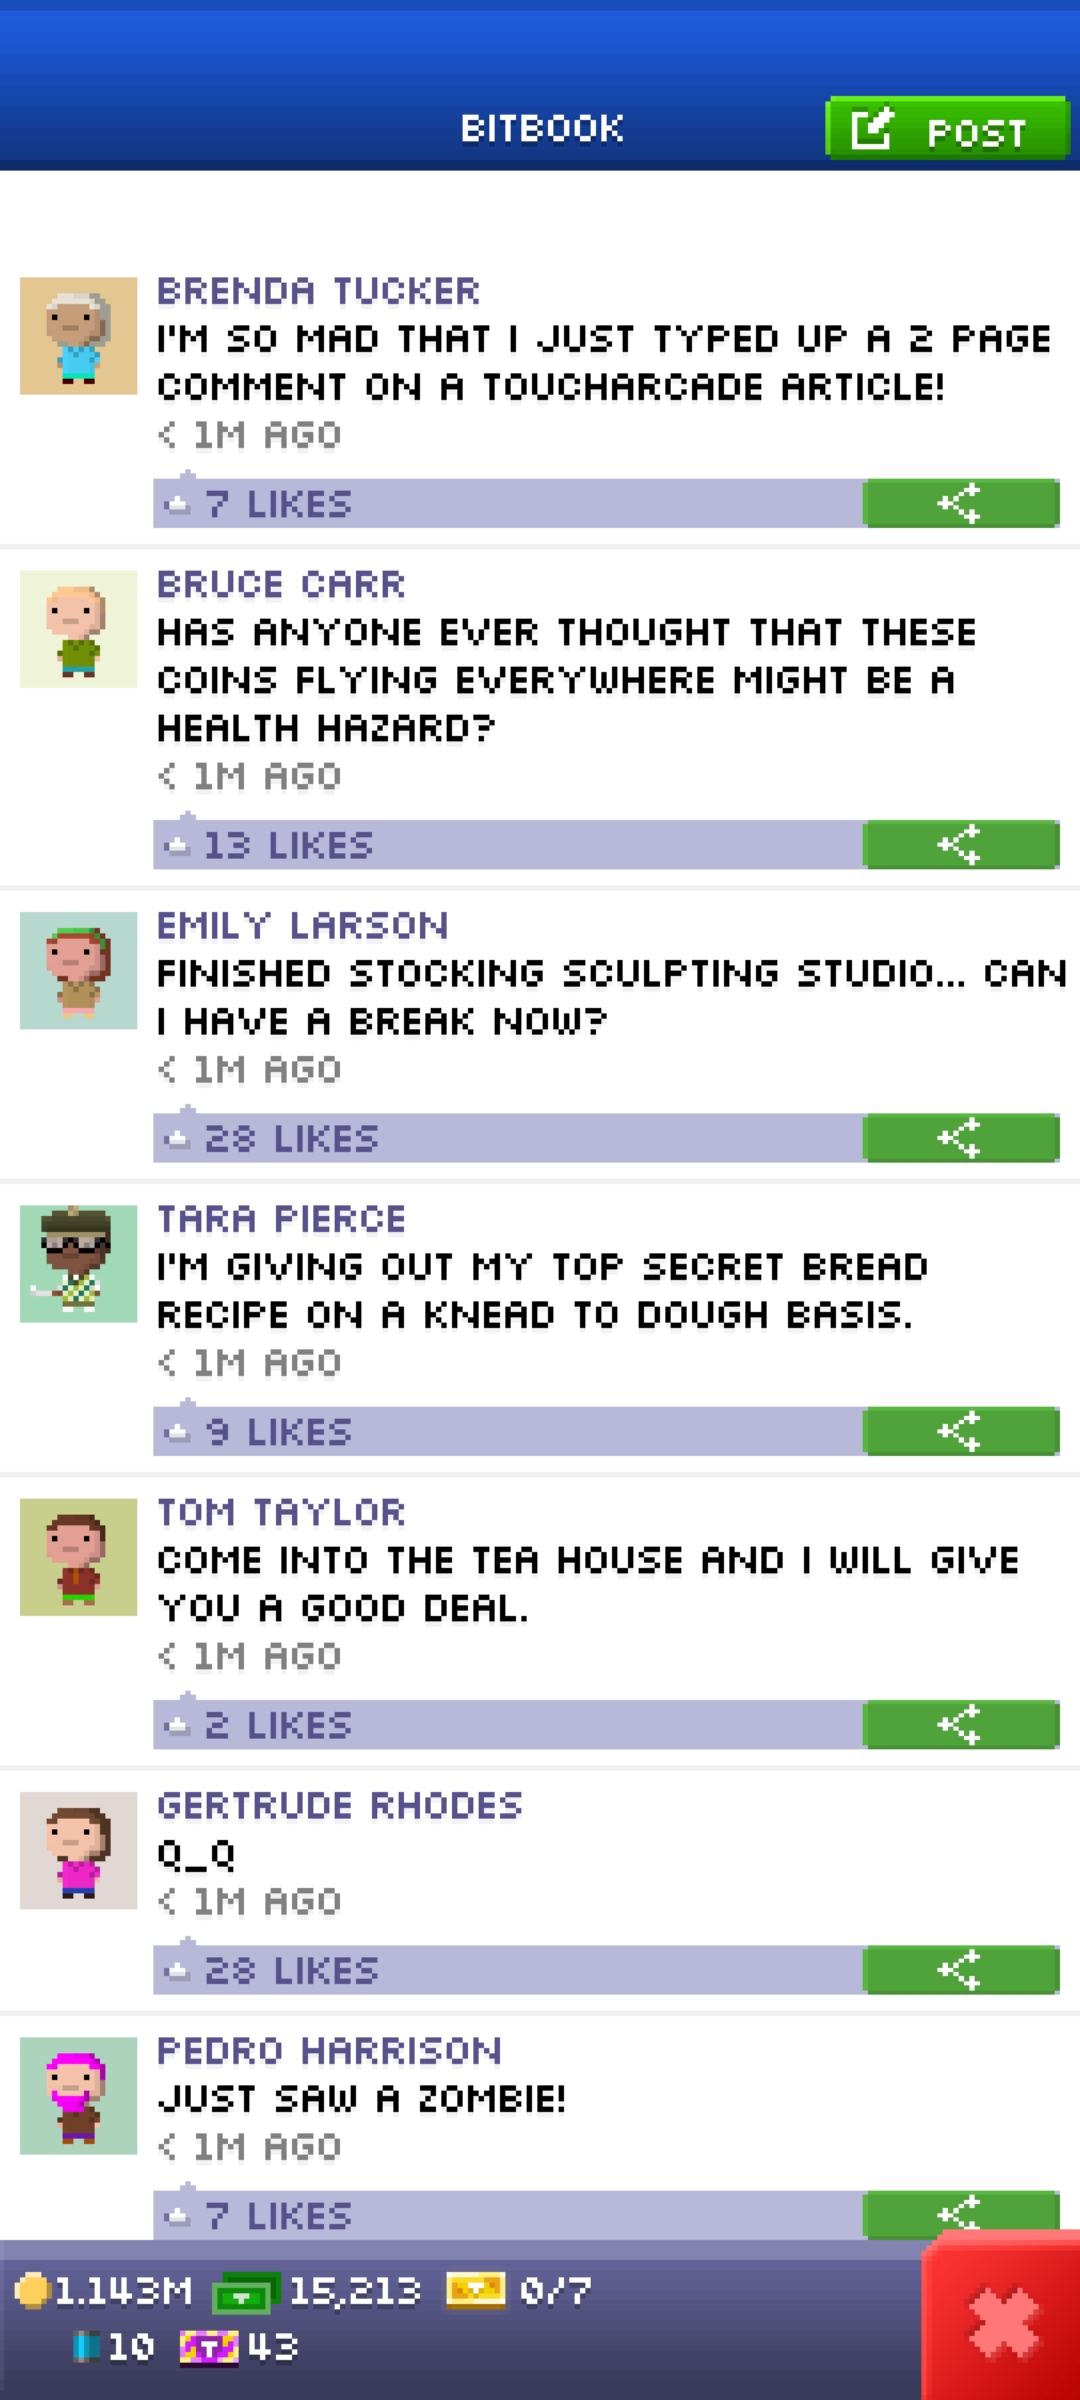 BITBOOK
POST
BRENDA TUCKER
I'M SO MAD THAT I JUST TYPED UP A 2 PAGE
COMMENT ON A TOUCHARCADE ARTICLE!
< 1M AGO
7 LIKES
BRUCE CARR
HAS ANYONE EVER THOUGHT THAT THESE
COINS FLYING EVERYWHERE MIGHT BE A
HEALTH HAZARD?
< 1M AGO
13 LIKES
EMILY LARSON
FINISHED STOCKING SCULPTING STUDIO... CAN
I HAVE A BREAK NOW?
< 1M AGO
28 LIKES
TARA PIERCE
I'M GIVING OUT MY TOP SECRET BREAD
RECIPE ON A KNEAD TO DOUGH BASIS.
< 1M AGO
9 LIKES
TOM TAYLOR
COME INTO THE TEA HOUSE AND I WILL GIVE
YOU A GOOD DEAL.
< 1M AGO
2 LIKES
GERTRUDE RHODES
Q_Q
< 1M AGO
28 LIKES
PEDRO HARRISON
JUST SAW A ZOMBIE!
< 1M AGO
7 LIKES
1.143M 15,213 0/7
10 T 43